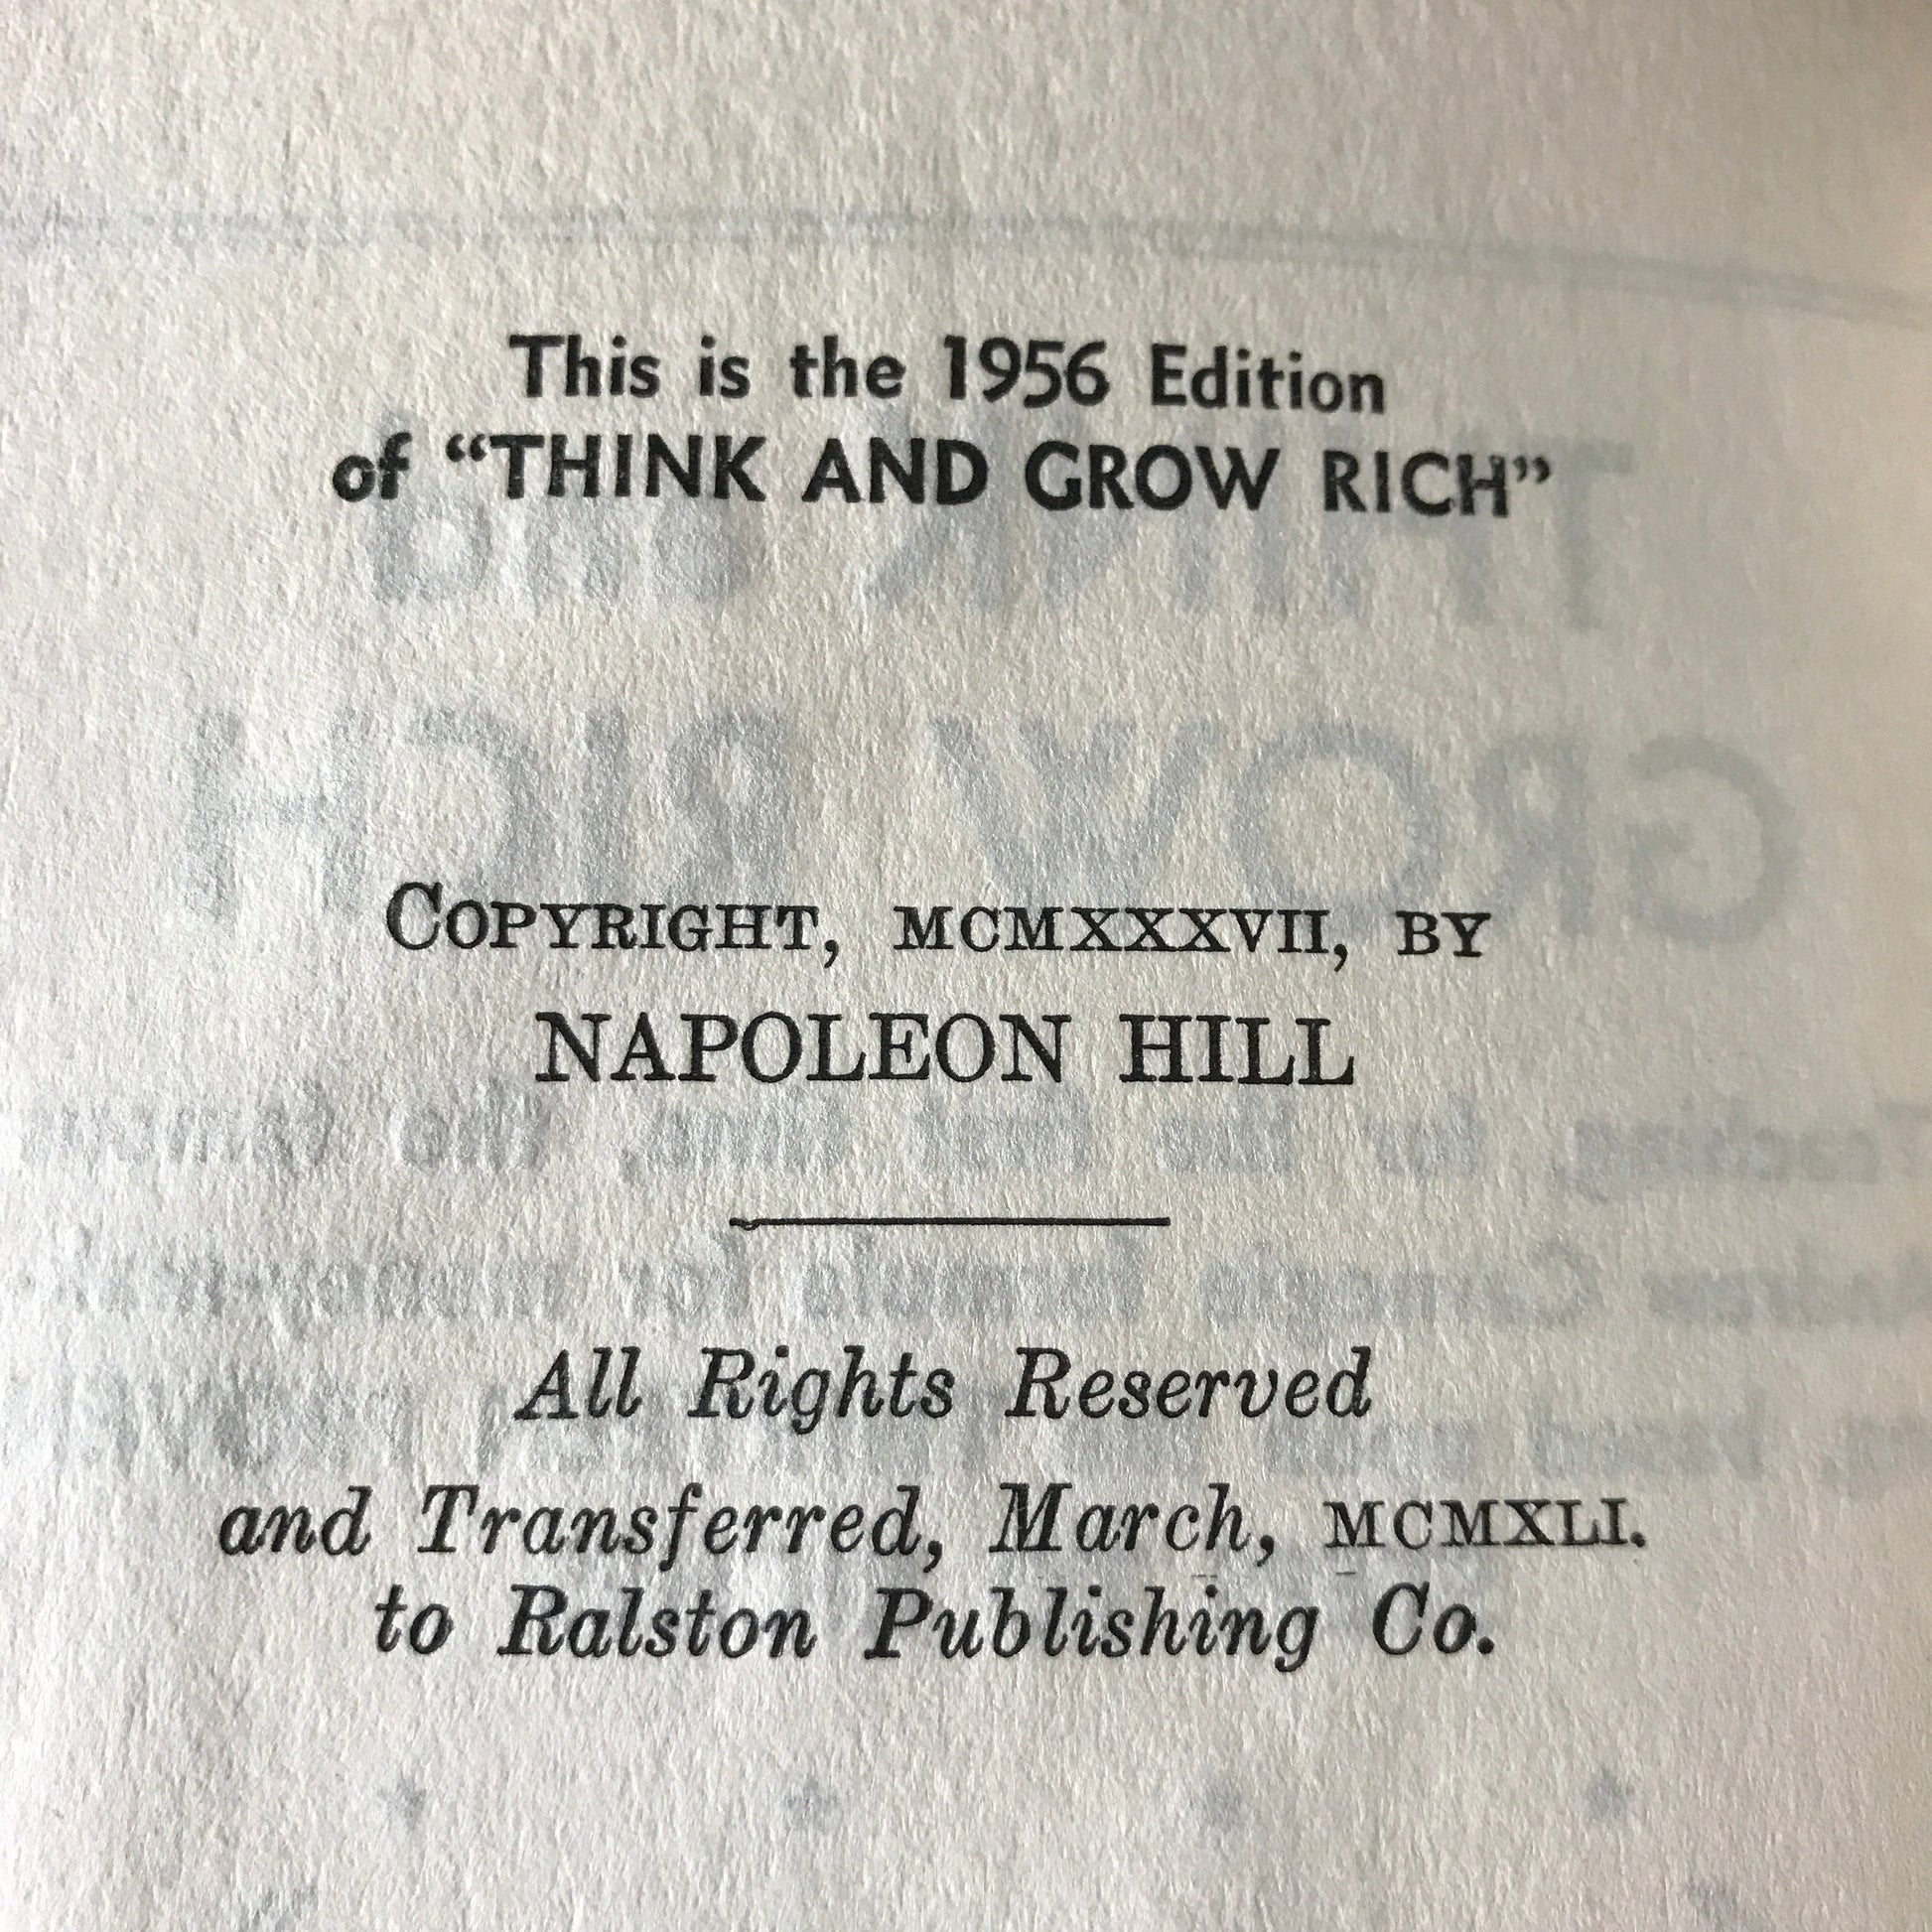 This is the 1956 Edition
of “THINK AND GROW RICH”
COPYRIGHT, MCMXXXVII, BY
NAPOLEON HILL
All Rights Reserved
and Transferred, March, MCMXLI.
to Ralston Publishing Co.